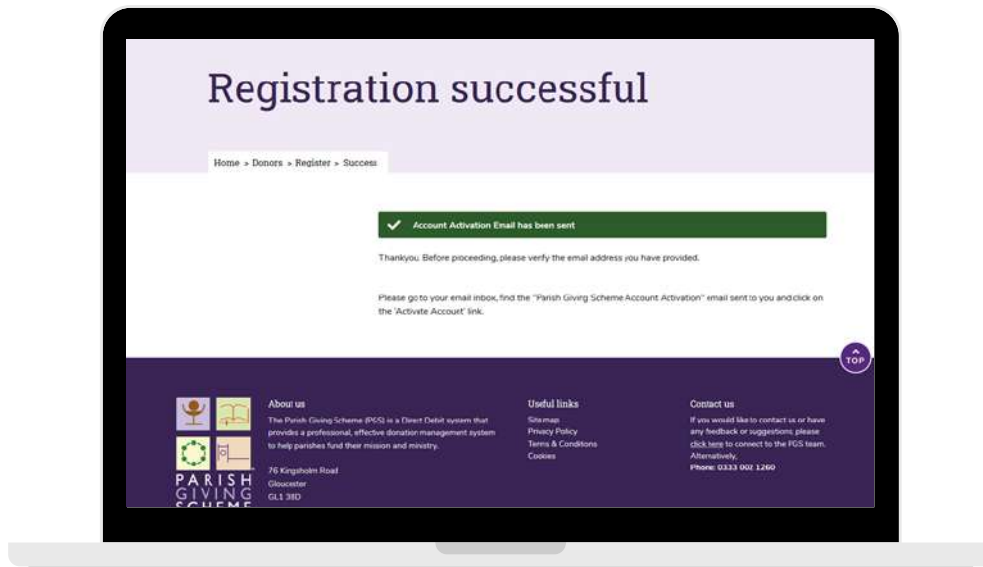 Registration successful
Home » Donors » Register » Success
Account Activation Email has been sent
Thankyou. Before proceeding, please verify the email address you have provided.
Please go to your email inbox, find the "Parish Giving Scheme Account Activation" email sent to you and click on
the 'Activate Account' link.
TOP
About us
The Parish Giving Scheme (PGS) is a Direct Debit system that
provides a professional, effective donation management system
to help parishes fund their mission and ministry.
76 Kingsholm Road
Gloucester
GL1 3BD
Useful links
Sitemap
Privacy Policy
Terms & Conditions
Cookies
Contact us
If you would like to contact us or have
any feedback or suggestions please
click here to connect to the PGS team.
Alternatively,
Phone: 0333 002 1260
PARISH
GIVING
SCHEME